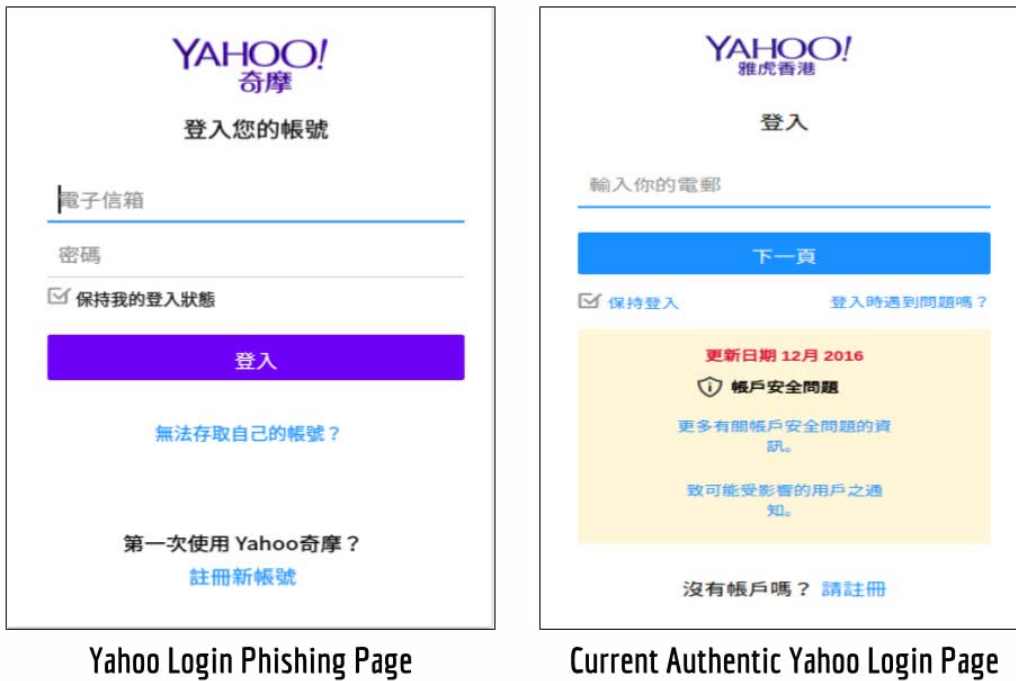 YAHOO!
奇摩
登入您的帳號
電子信箱
密碼
保持我的登入狀態
登入
無法存取自己的帳號？
第一次使用 Yahoo奇摩？
註冊新帳號
Yahoo Login Phishing Page
YAHOO!
雅虎香港
登入
輸入你的電郵
下一頁
保持登入
登入時遇到問題嗎？
更新日期 12月 2016
帳戶安全問題
更多有關帳戶安全問題的資
訊。
致可能受影響的用戶之通
知。
沒有帳戶嗎？ 請註冊
Current Authentic Yahoo Login Page